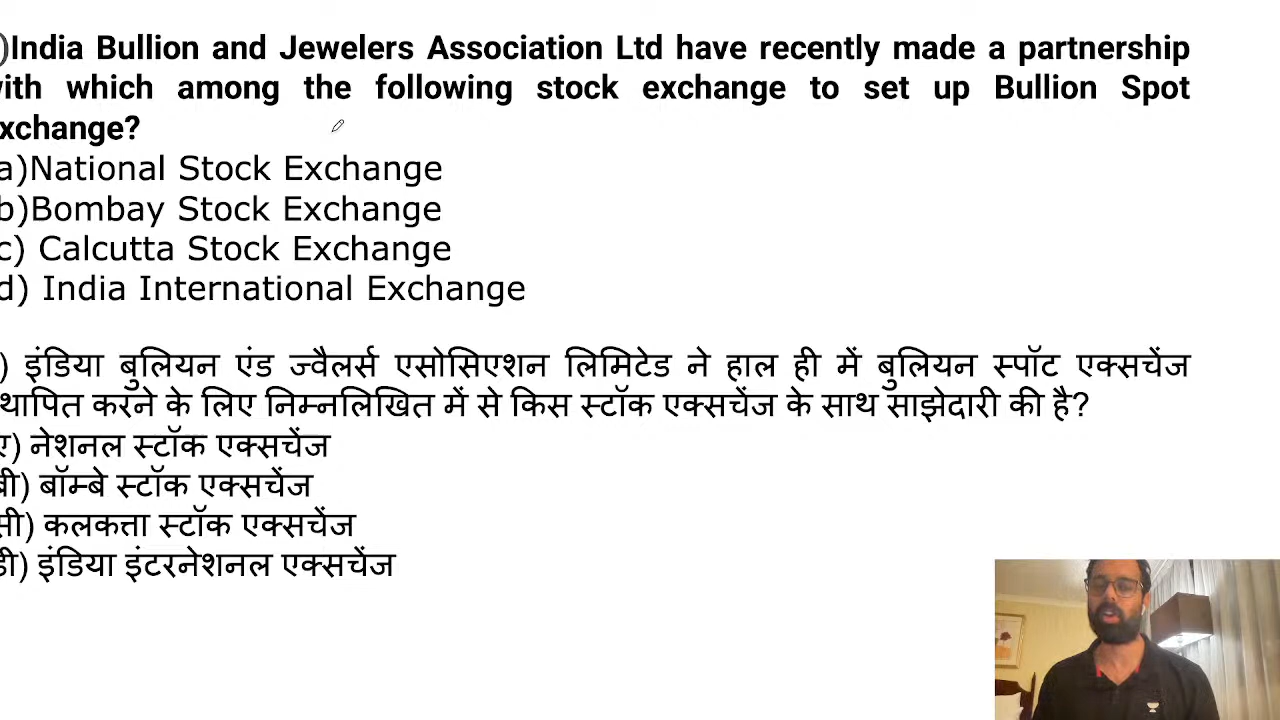 )India Bullion and Jewelers Association Ltd have recently made a partnership
with which among the following stock exchange to set up Bullion Spot
xchange?
a)National Stock Exchange
b)Bombay Stock Exchange
c) Calcutta Stock Exchange
d) India International Exchange
) इंडिया बुलियन एंड ज्वैलर्स एसोसिएशन लिमिटेड ने हाल ही में बुलियन स्पॉट एक्सचेंज
थापित करने के लिए निम्नलिखित में से किस स्टॉक एक्सचेंज के साथ साझेदारी की है?
ए) नेशनल स्टॉक एक्सचेंज
बी) बॉम्बे स्टॉक एक्सचेंज
सी) कलकत्ता स्टॉक एक्सचेंज
डी) इंडिया इंटरनेशनल एक्सचेंज